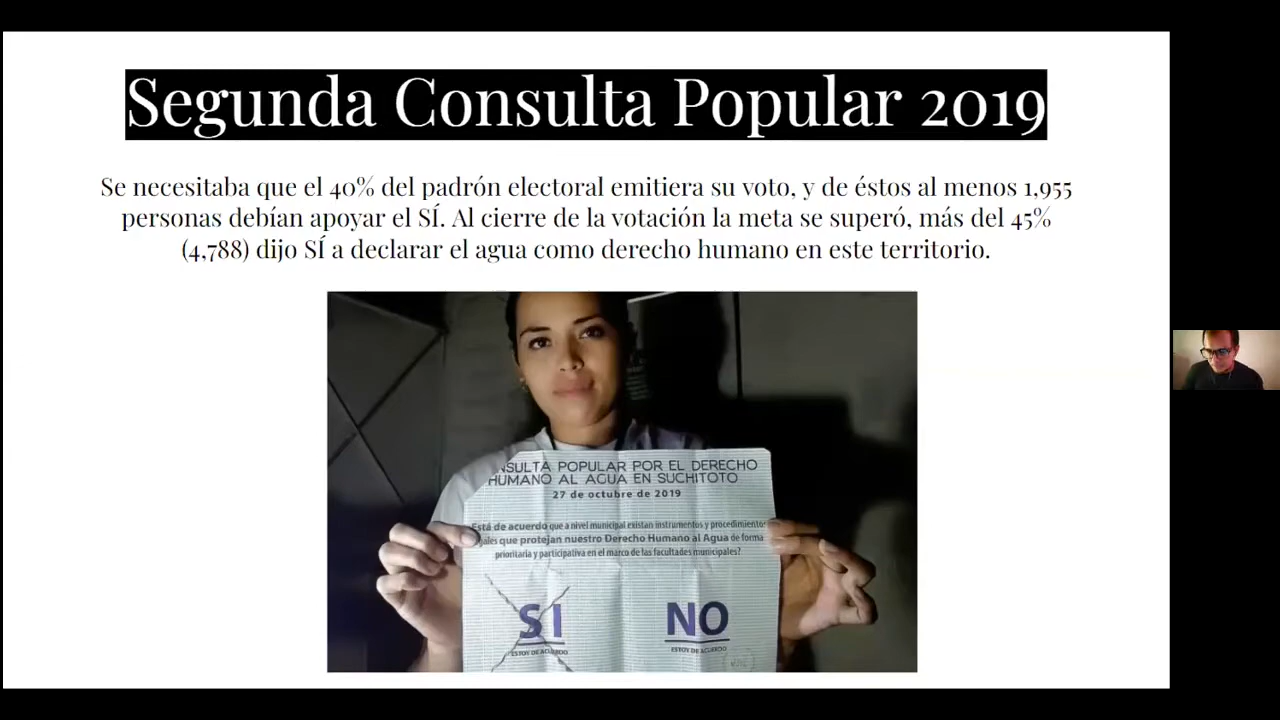 Segunda Consulta Popular 2019
Se necesitaba que el 40% del padrón electoral emitiera su voto, y de éstos al menos 1,955
personas debían apoyar el SÍ. Al cierre de la votación la meta se superó, más del 45%
(4,788) dijo SÍ a declarar el agua como derecho humano en este territorio.
NSULTA POPULAR POR EL DERECHO
HUMANO AL AGUA EN SUCHITOTO
27 de octubre de 2019
Está de acuerdo que a nivel municipal existan instrumentos y procedimientos
gales que protejan nuestro Derecho Humano al Agua de forma
prioritaria y participativa en el marco de las facultades municipales?
SI NO
ESTOY DE ACUERDO ESTOY DE ACUERDO